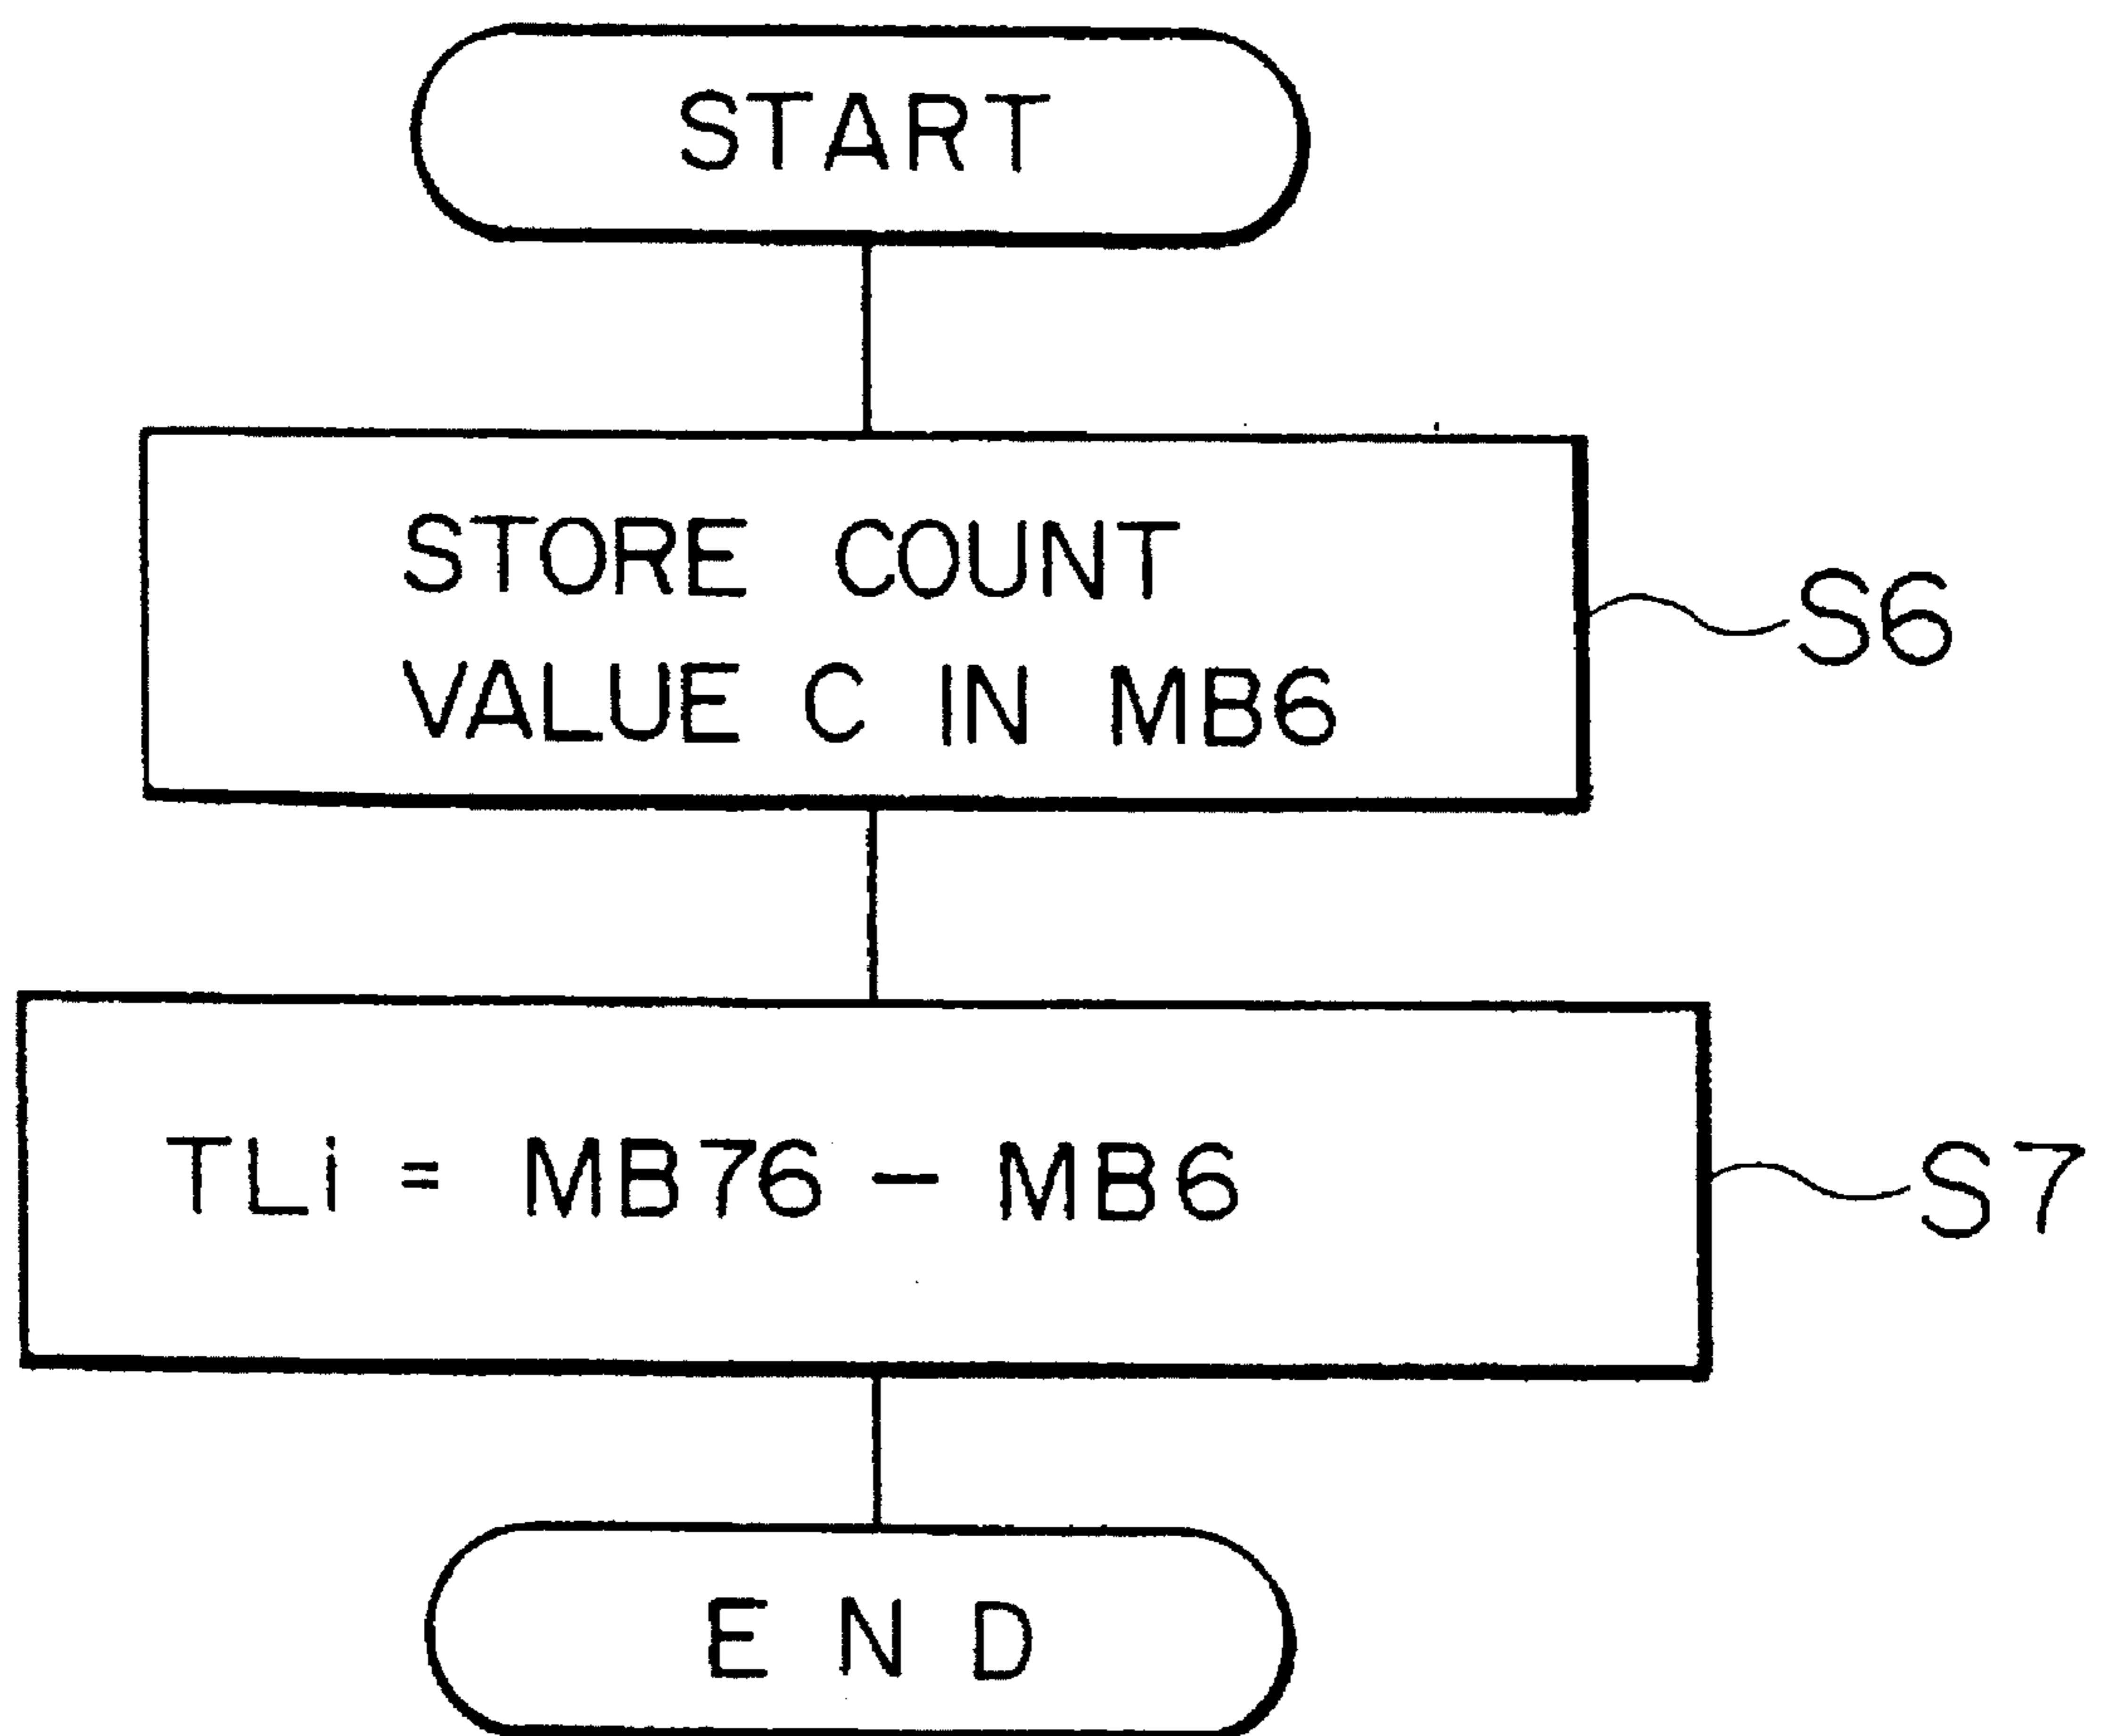 START
STORE COUNT
VALUE C IN MB6
S6
TLi = MB76 - MB6
S7
END